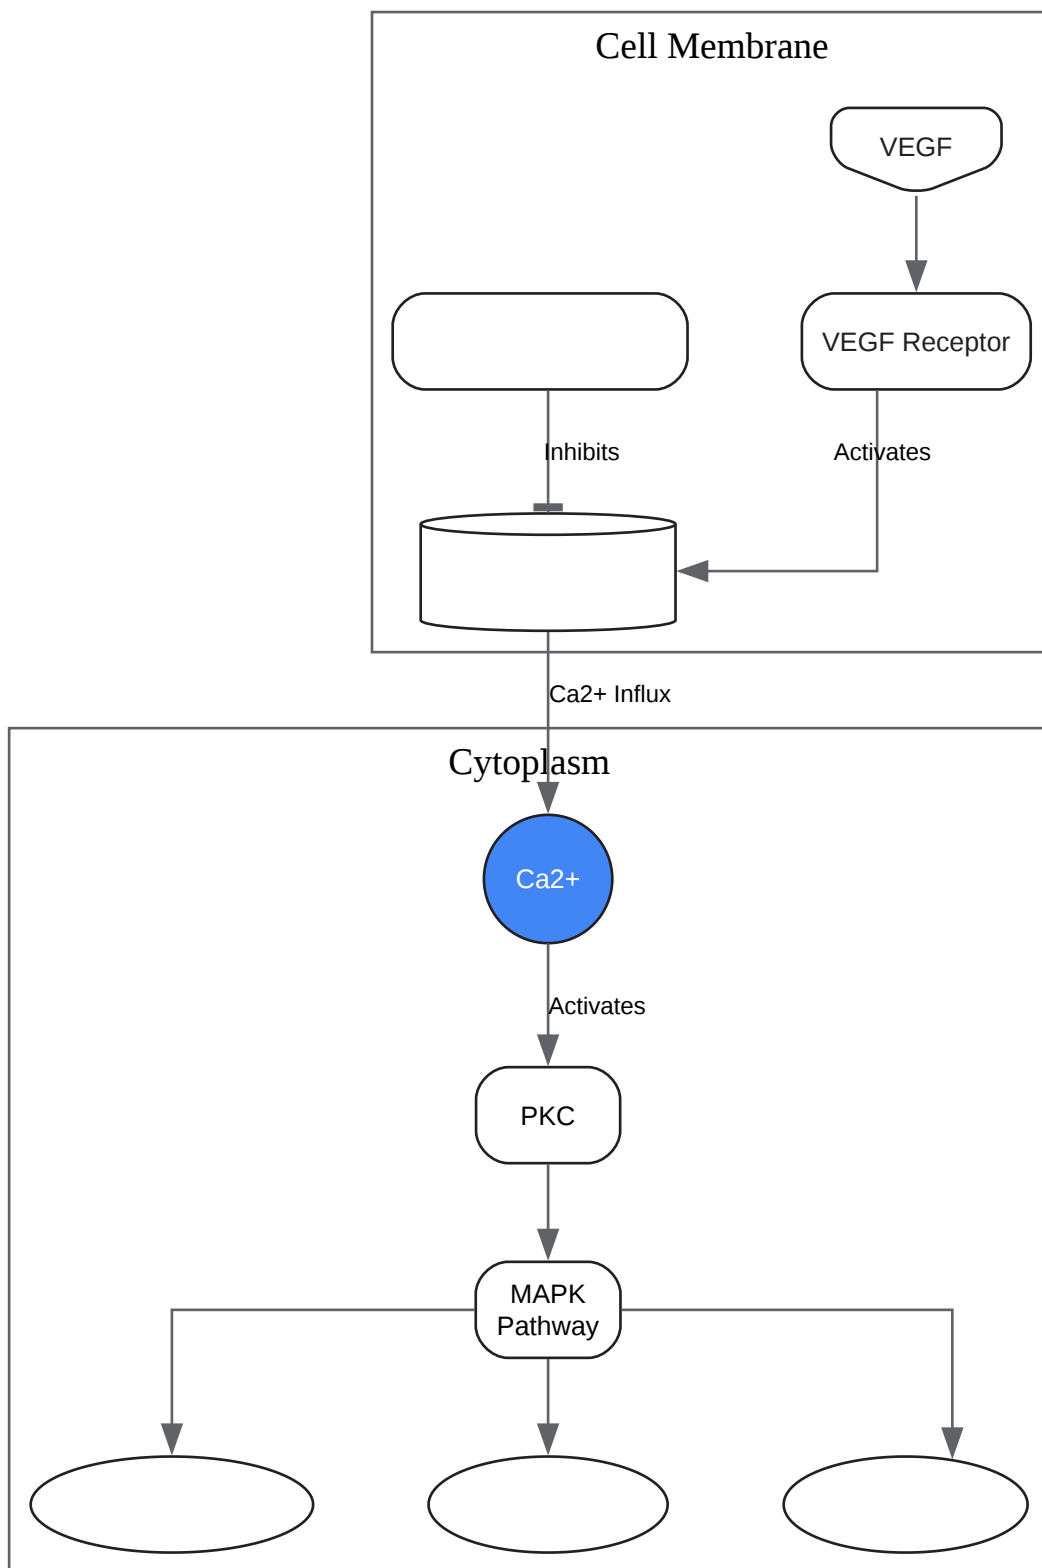 Cell Membrane
VEGF
VEGF Receptor
Inhibits
Activates
Ca2+ Influx
Cytoplasm
Ca2+
Activates
PKC
MAPK
Pathway